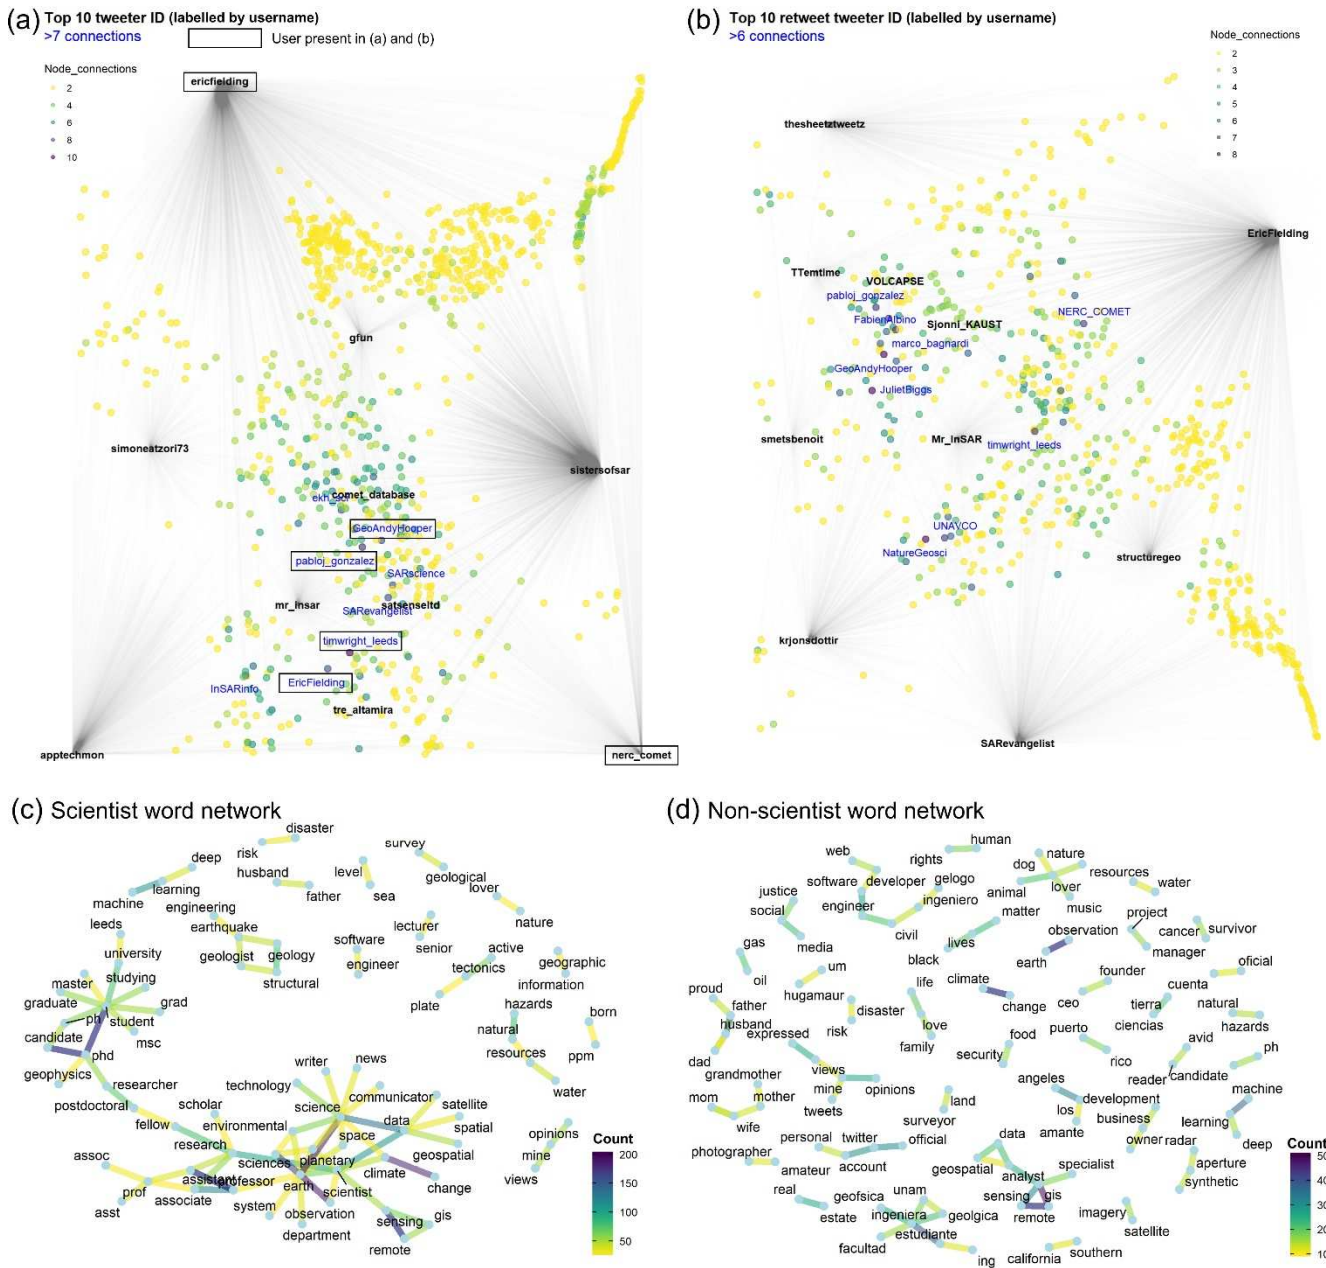 (a) Top 10 tweeter ID (labelled by username)
>7 connections
User present in (a) and (b)
Node_connections
2
4
6
8
10
ericfielding
gfun
simoneatzori73
sistersofsar
comet_database
GeoAndyHooper
pabloj_gonzalez
SARscience
mr_insar
satsenseltd
SARevangelist
timwright_leeds
EricFielding
InSARinfo
tre_altamira
apptechmon
nerc_comet
(b) Top 10 retweet tweeter ID (labelled by username)
>6 connections
Node_connections
2
3
4
5
6
7
8
thesheetztweetz
EricFielding
TTemtime
VOLCAPSE
pabloj_gonzalez
NERC_COMET
FabienAlbino
Sjonni_KAUST
marco_bagnardi
GeoAndyHooper
JulietBiggs
smetsbenoit
Mr_InSAR
timwright_leeds
UNAVCO
NatureGeosci
structuregeo
krjonsdottir
SARevangelist
(c) Scientist word network
disaster
risk
deep
learning
machine
husband
father
level
sea
survey
geological
lover
nature
engineering
earthquake
geologist
geology
structural
leeds
university
software
engineer
lecturer
senior
active
tectonics
plate
geographic
information
master
studying
graduate
grad
ph
student
msc
candidate
phd
geophysics
hazards
natural
resources
water
born
ppm
researcher
postdoctoral
writer
news
technology
communicator
science
data
satellite
scholar
environmental
fellow
space
spatial
research
geospatial
assoc
sciences
planetary
climate
opinions
mine
views
assistant
professor
earth
scientist
change
prof
associate
system
observation
sensing
gis
asst
department
remote
Count
200
150
100
50
(d) Non-scientist word network
human
rights
web
software
developer
engineer
gelogo
ingeniero
civil
dog
nature
animal
lover
music
resources
water
justice
social
media
matter
lives
black
project
manager
cancer
survivor
observation
earth
gas
oil
um
hugamaur
climate
change
founder
ceo
oficial
cuenta
proud
father
husband
dad
disaster
risk
life
love
family
tierra
ciencias
natural
hazards
expressed
views
mine
opinions
tweets
food
security
puerto
rico
avid
reader
ph
candidate
grandmother
mom
mother
wife
land
surveyor
angeles
los
amante
development
business
owner
machine
learning
deep
photographer
amateur
personal
twitter
official
account
data
geospatial
analyst
specialist
sensing
gis
remote
radar
aperture
synthetic
real
estate
geofsica
unam
ingeniera
geolgica
facultad
estudiante
ing
imagery
satellite
california
southern
Count
50
40
30
20
10